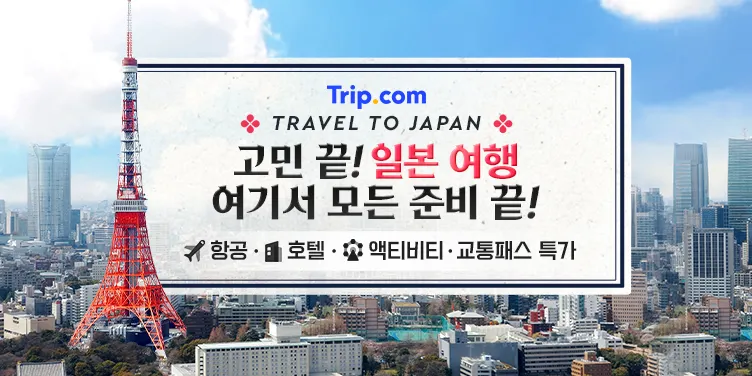 Trip.com
TRAVEL TO JAPAN
고민 끝! 일본 여행
여기서 모든 준비 끝!
항공 · 호텔 · 액티비티 · 교통패스 특가